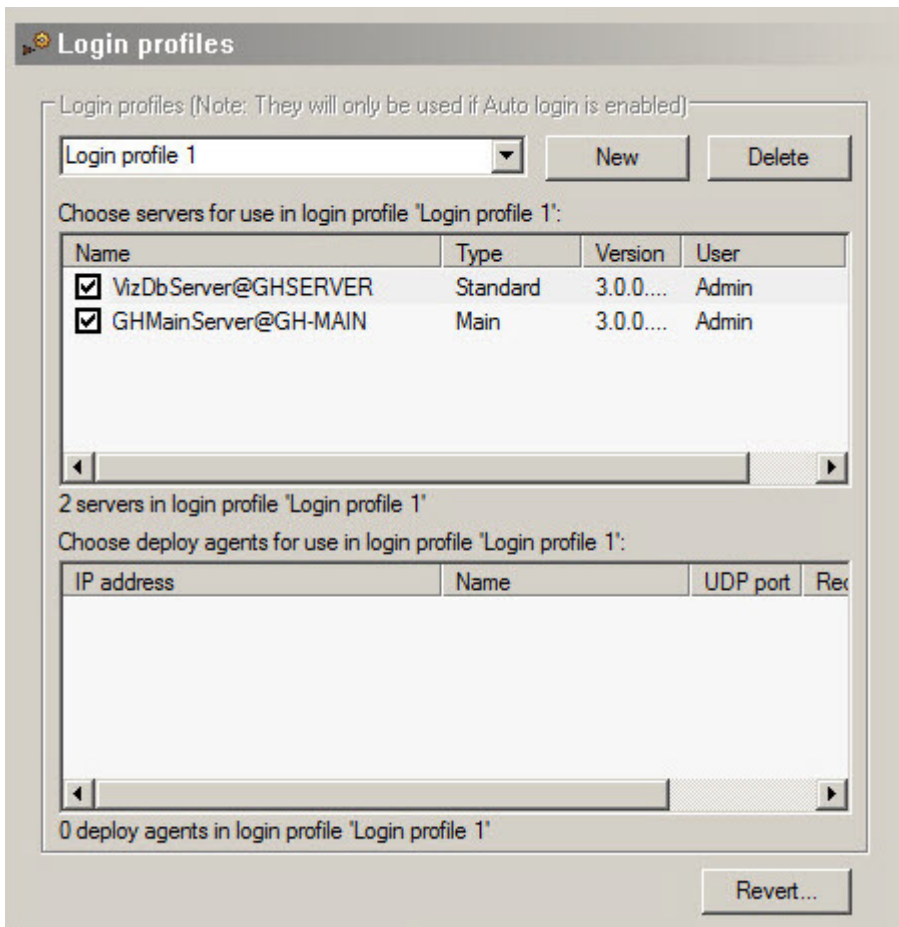 Login profiles
Login profiles (Note: They will only be used if Auto login is enabled)
Login profile 1 New Delete
Choose servers for use in login profile 'Login profile 1':
Name Type Version User
VizDbServer@GHSERVER Standard 3.0.0.... Admin
GHMainServer@GH-MAIN Main 3.0.0.... Admin
2 servers in login profile 'Login profile 1'
Choose deploy agents for use in login profile 'Login profile 1':
IP address Name UDP port Rec
0 deploy agents in login profile 'Login profile 1'
Revert...